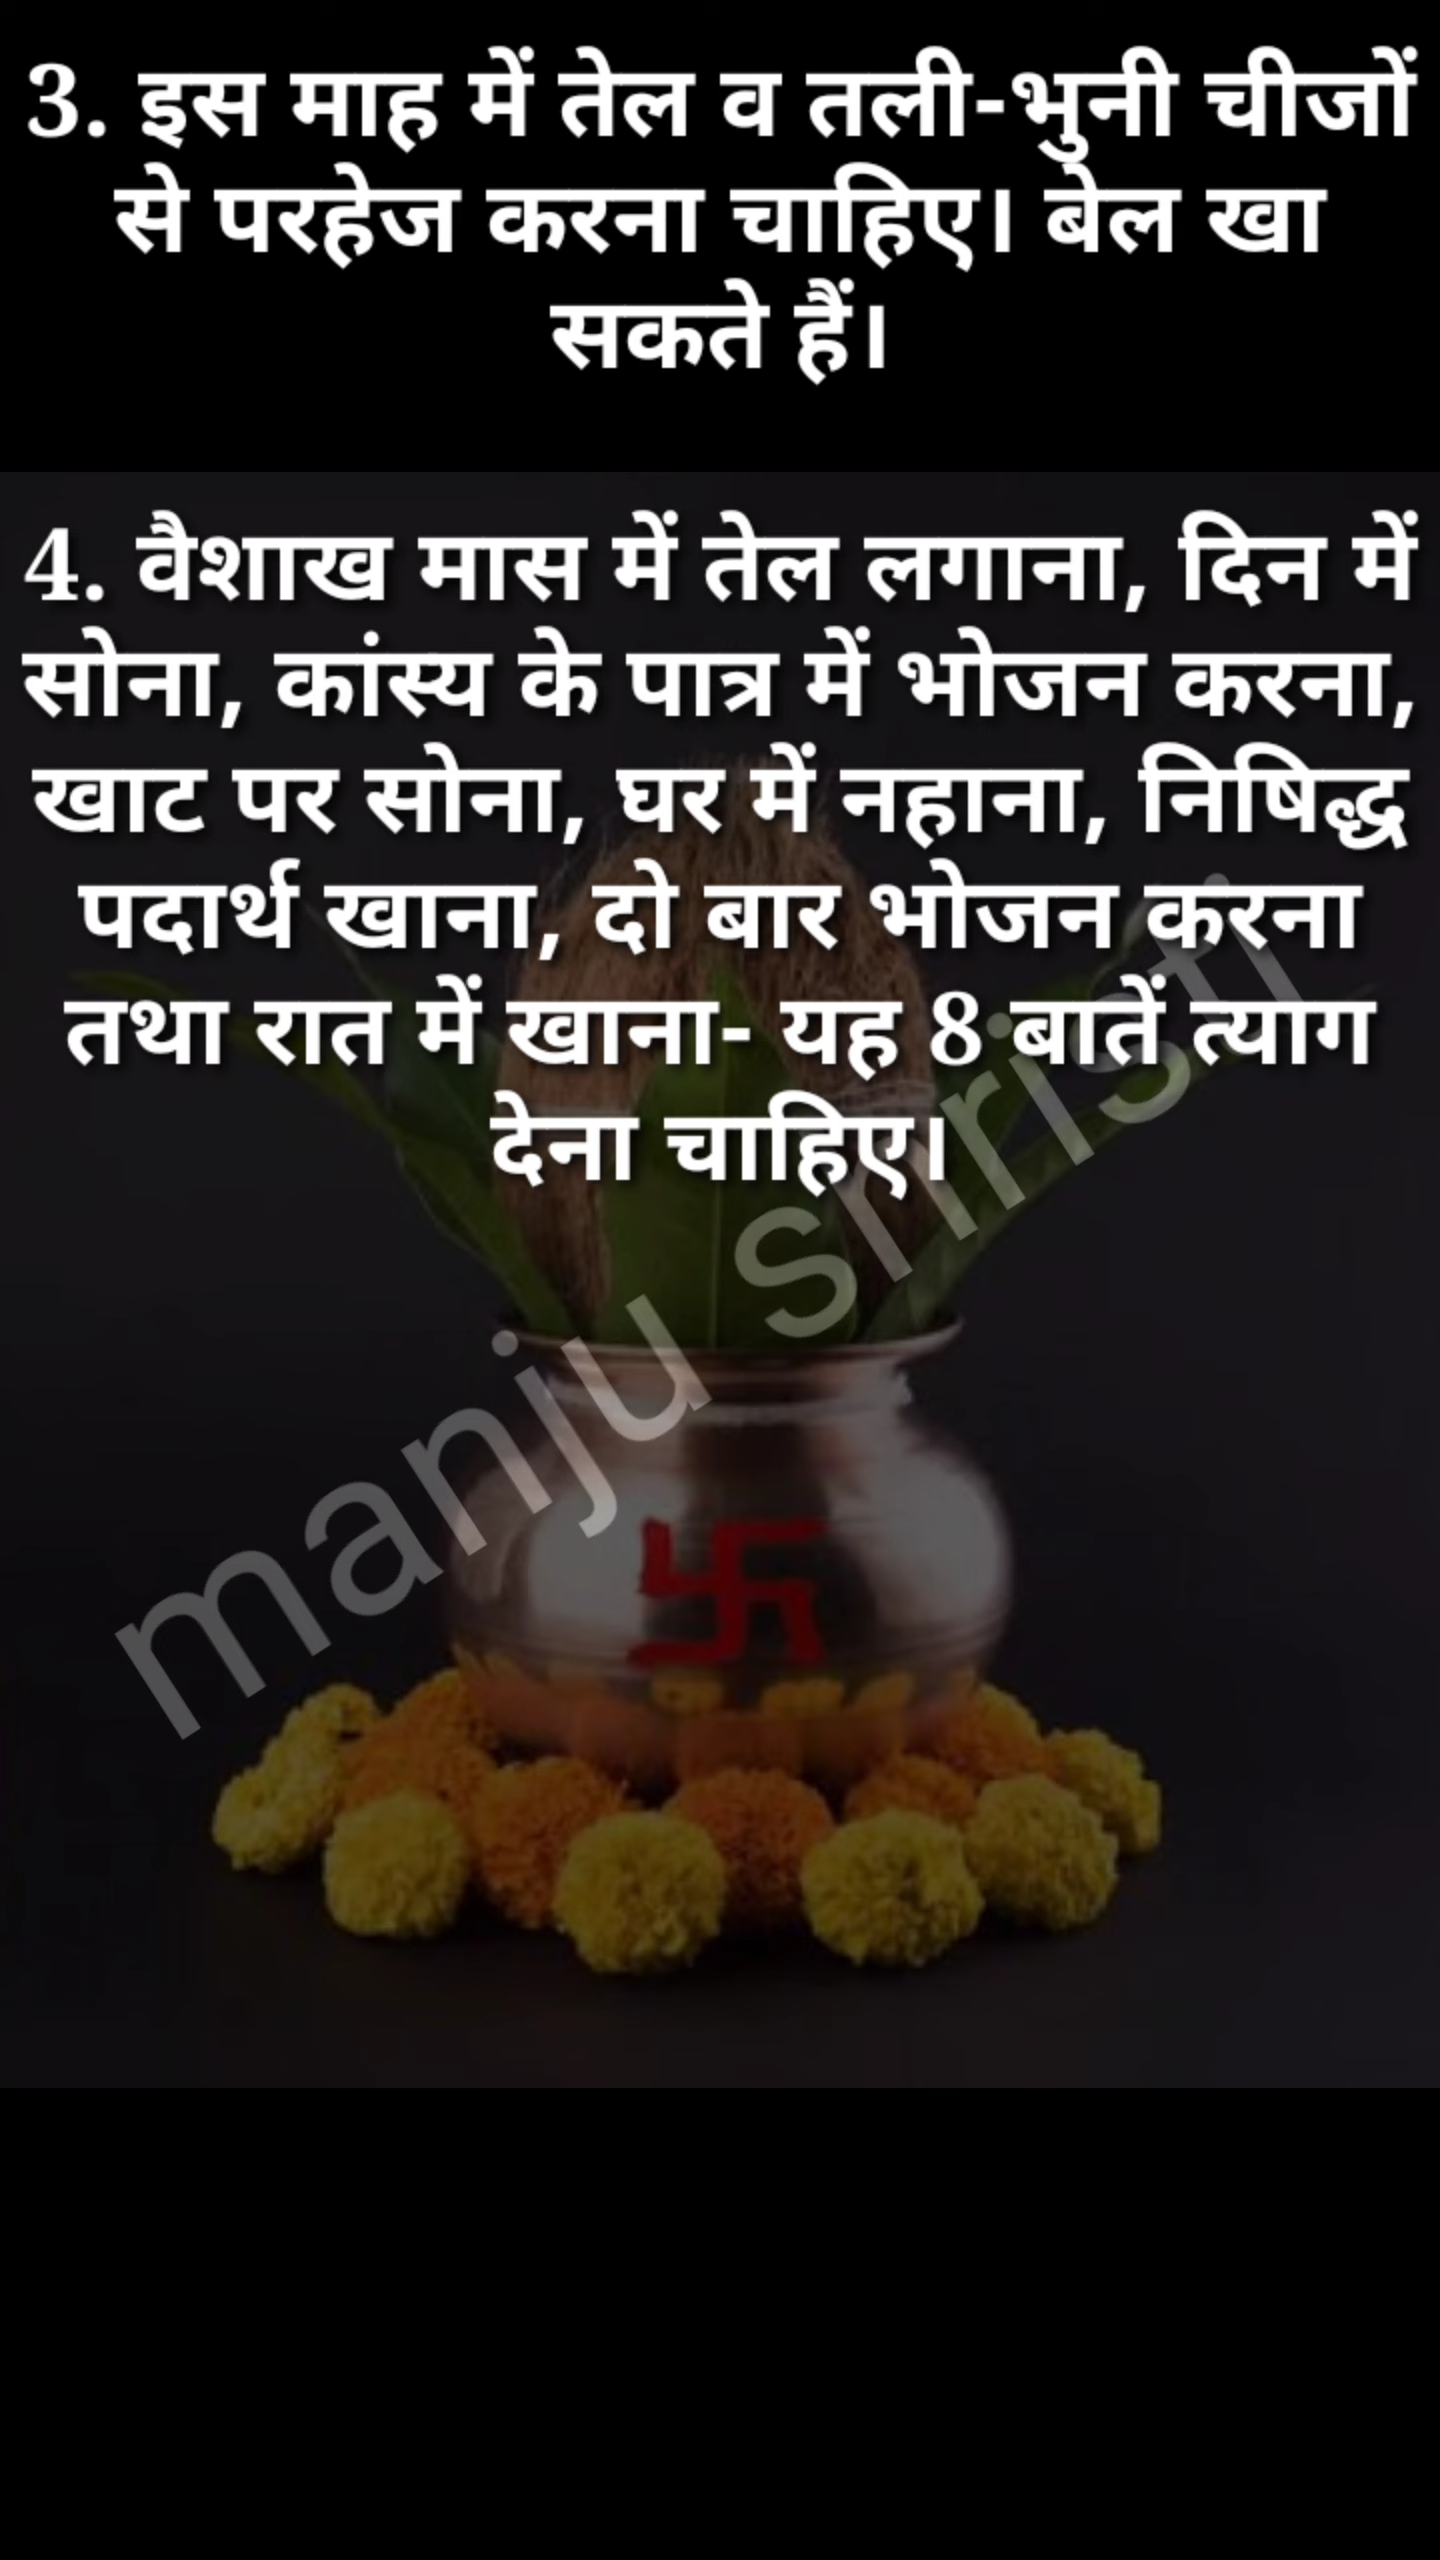 3. इस माह में तेल व तली-भुनी चीजों
से परहेज करना चाहिए। बेल खा
सकते हैं।
4. वैशाख मास में तेल लगाना, दिन में
सोना, कांस्य के पात्र में भोजन करना,
खाट पर सोना, घर में नहाना, निषिद्ध
पदार्थ खाना, दो बार भोजन करना
तथा रात में खाना- यह 8 बातें त्याग
देना चाहिए।
manju shristi